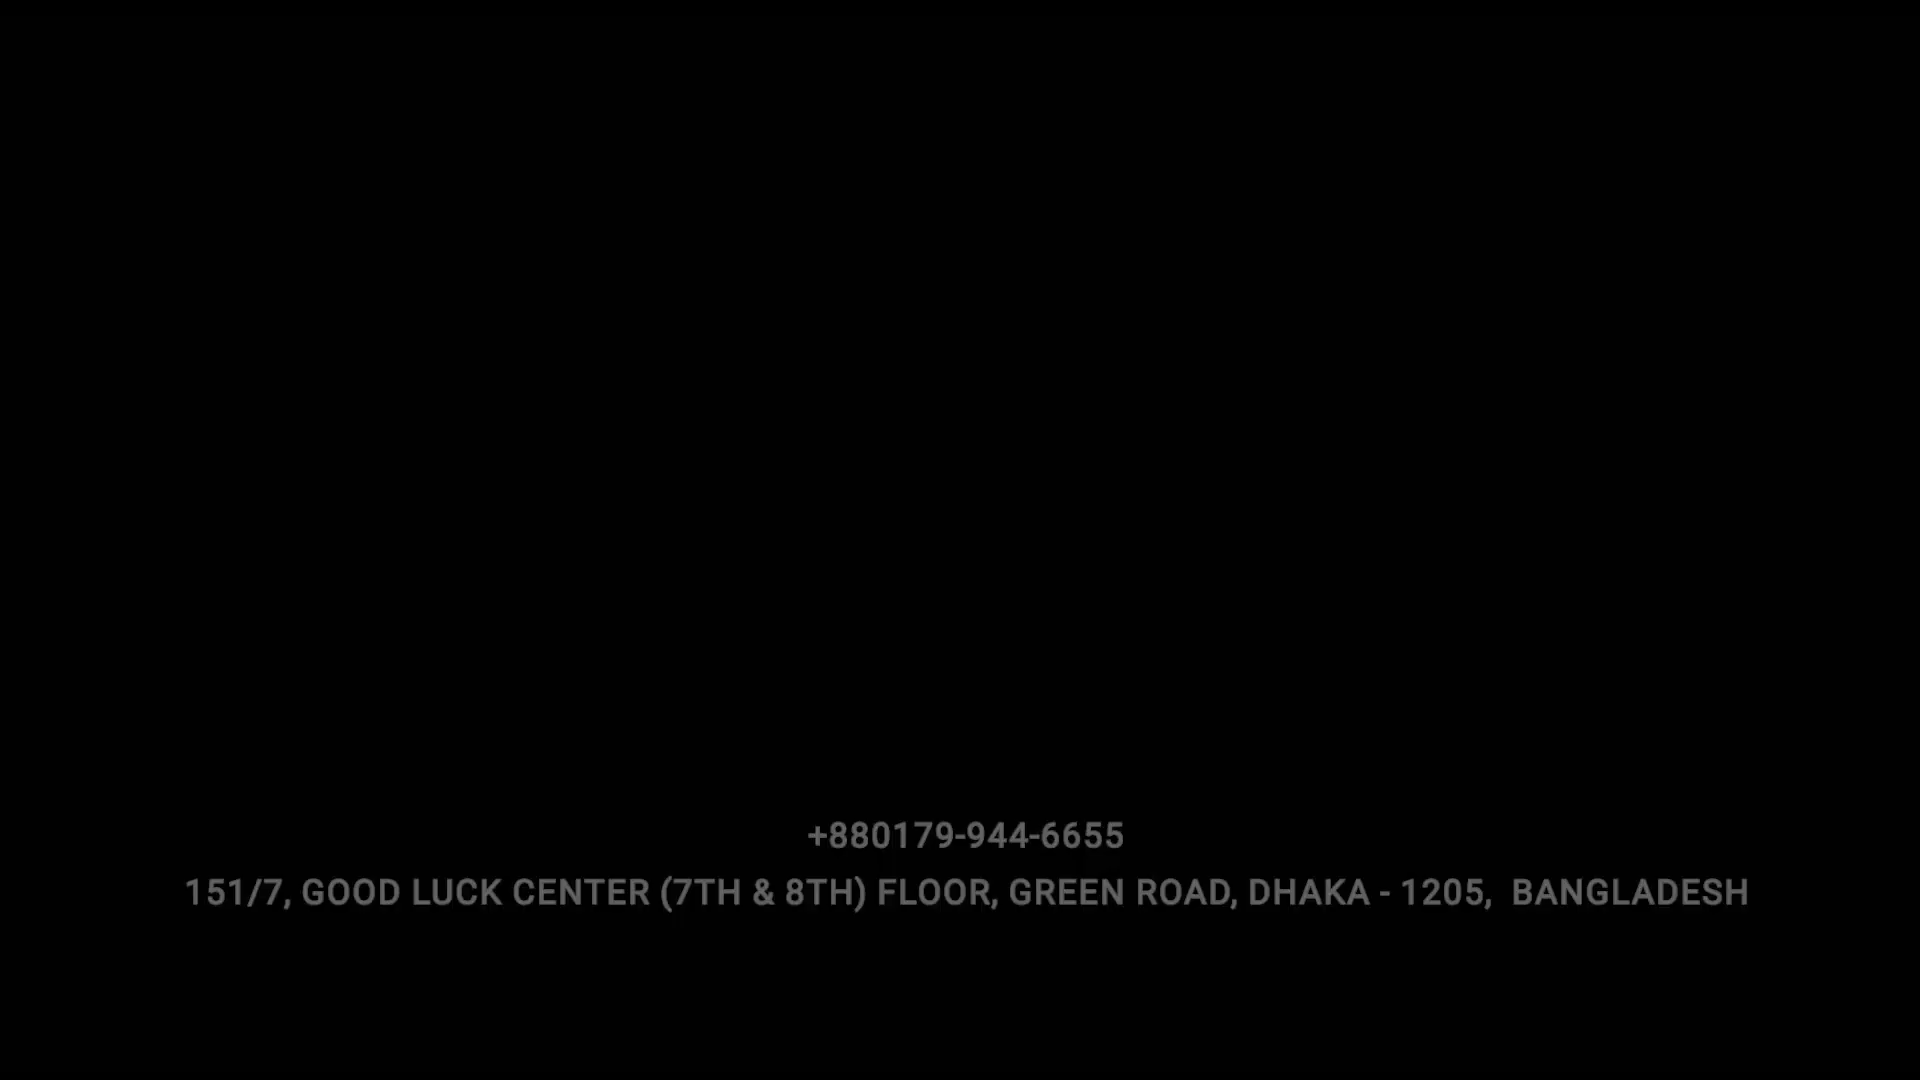 +880179-944-6655
151/7, GOOD LUCK CENTER (7TH & 8TH) FLOOR, GREEN ROAD, DHAKA - 1205, BANGLADESH